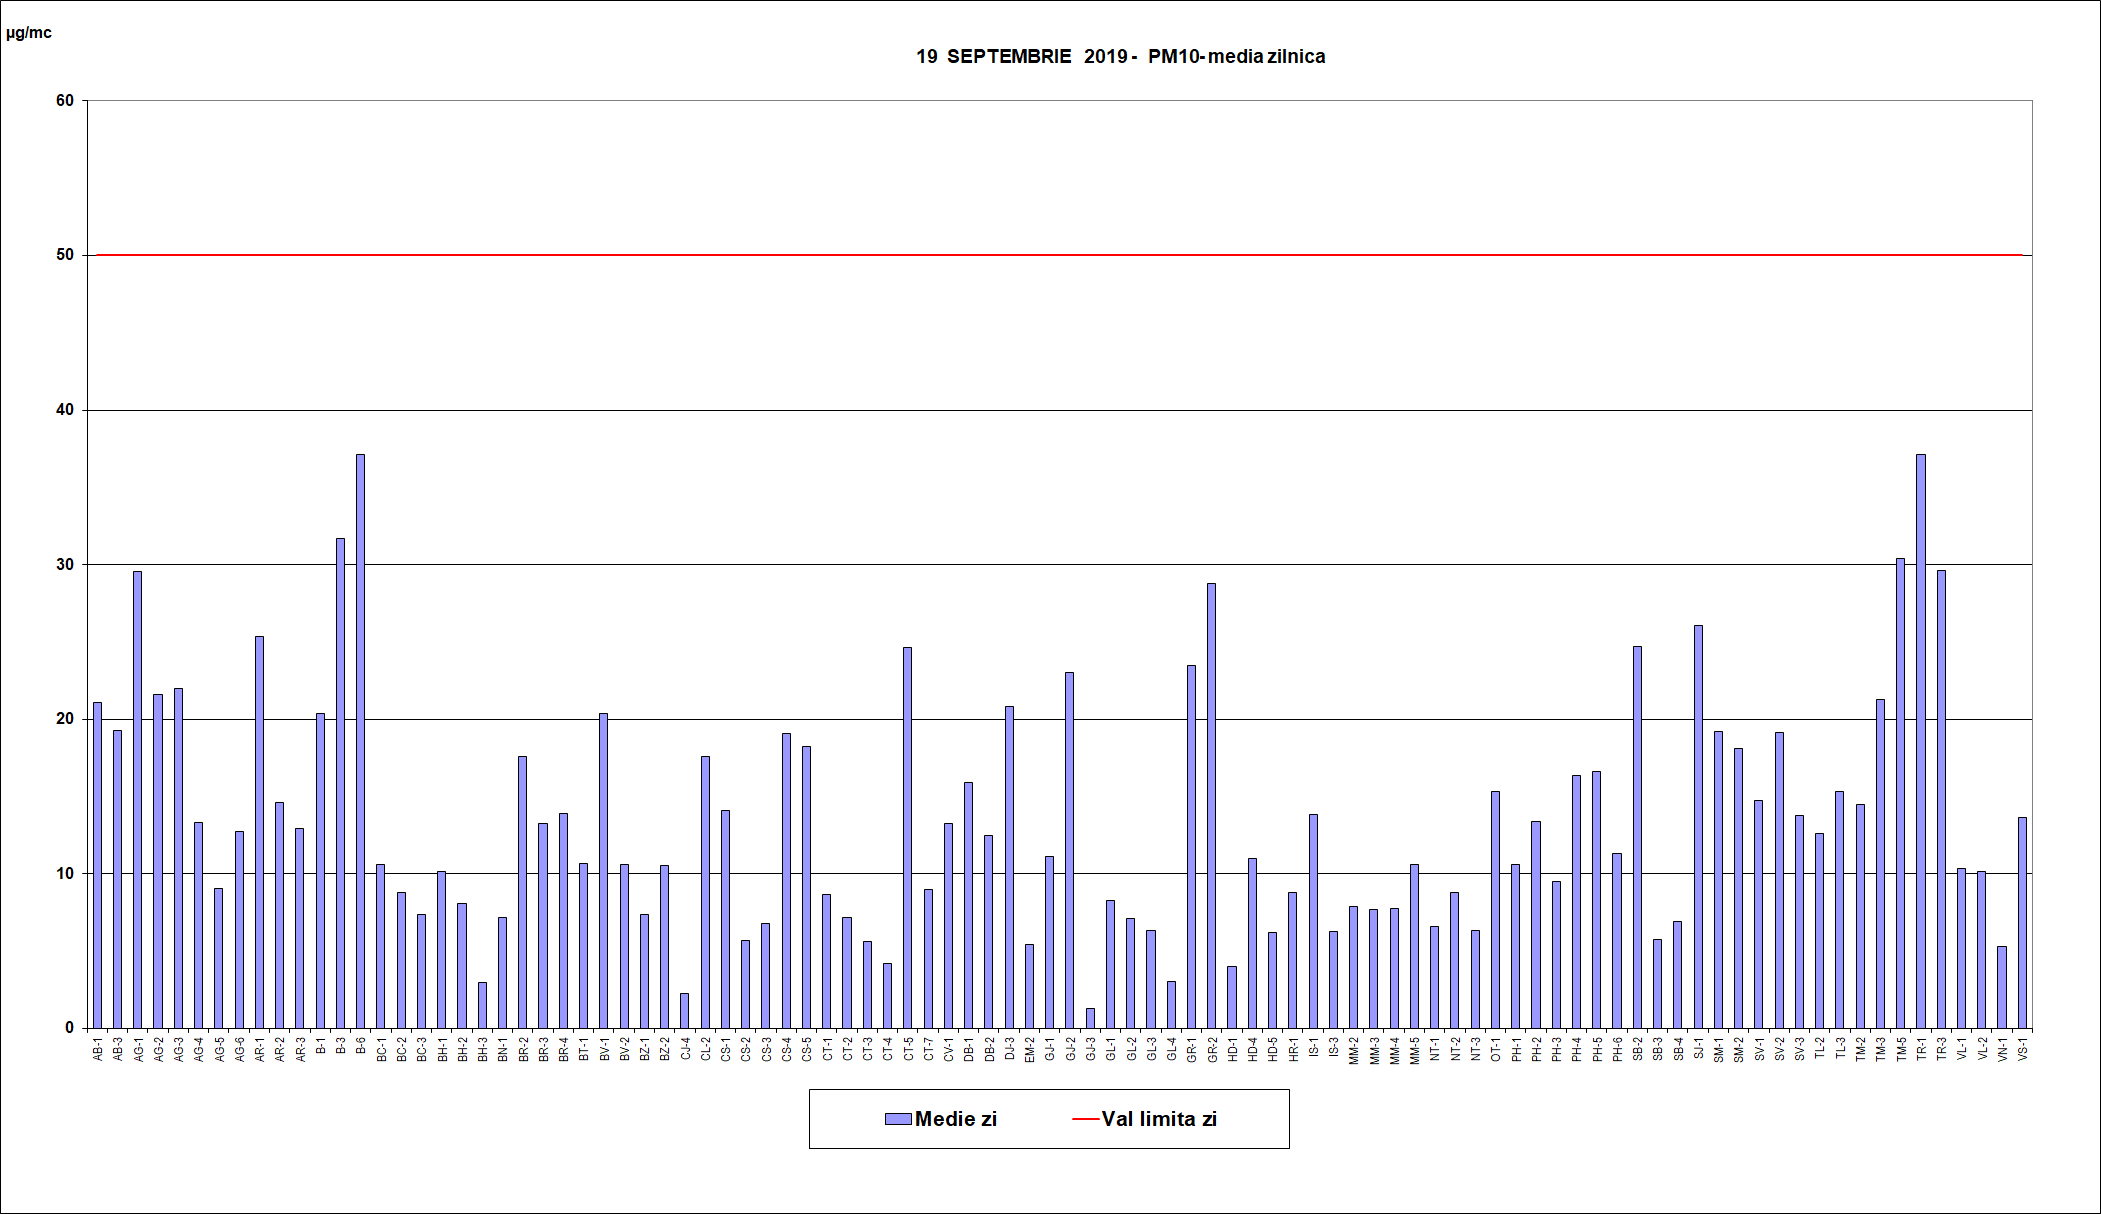 µg/mc
19 SEPTEMBRIE 2019 - PM10- media zilnica
60
50
40
30
20
10
0
AB-1 AB-3 AG-1 AG-2 AG-3 AG-4 AG-5 AG-6 AR-1 AR-2 AR-3 B-1 B-3 B-6 BC-1 BC-2 BC-3 BH-1 BH-2 BH-3 BN-1 BR-2 BR-3 BR-4 BT-1 BV-1 BV-2 BZ-1 BZ-2 CJ-4 CL-2 CS-1 CS-2 CS-3 CS-4 CS-5 CT-1 CT-2 CT-3 CT-4 CT-5 CT-7 CV-1 DB-1 DB-2 DJ-3 EM-2 GJ-1 GJ-2 GJ-3 GL-1 GL-2 GL-3 GL-4 GR-1 GR-2 HD-1 HD-4 HD-5 HR-1 IS-1 IS-3 MM-2 MM-3 MM-4 MM-5 NT-1 NT-2 NT-3 OT-1 PH-1 PH-2 PH-3 PH-4 PH-5 PH-6 SB-2 SB-3 SB-4 SJ-1 SM-1 SM-2 SV-1 SV-2 SV-3 TL-2 TL-3 TM-2 TM-3 TM-5 TR-1 TR-3 VL-1 VL-2 VN-1 VS-1
Medie zi Val limita zi